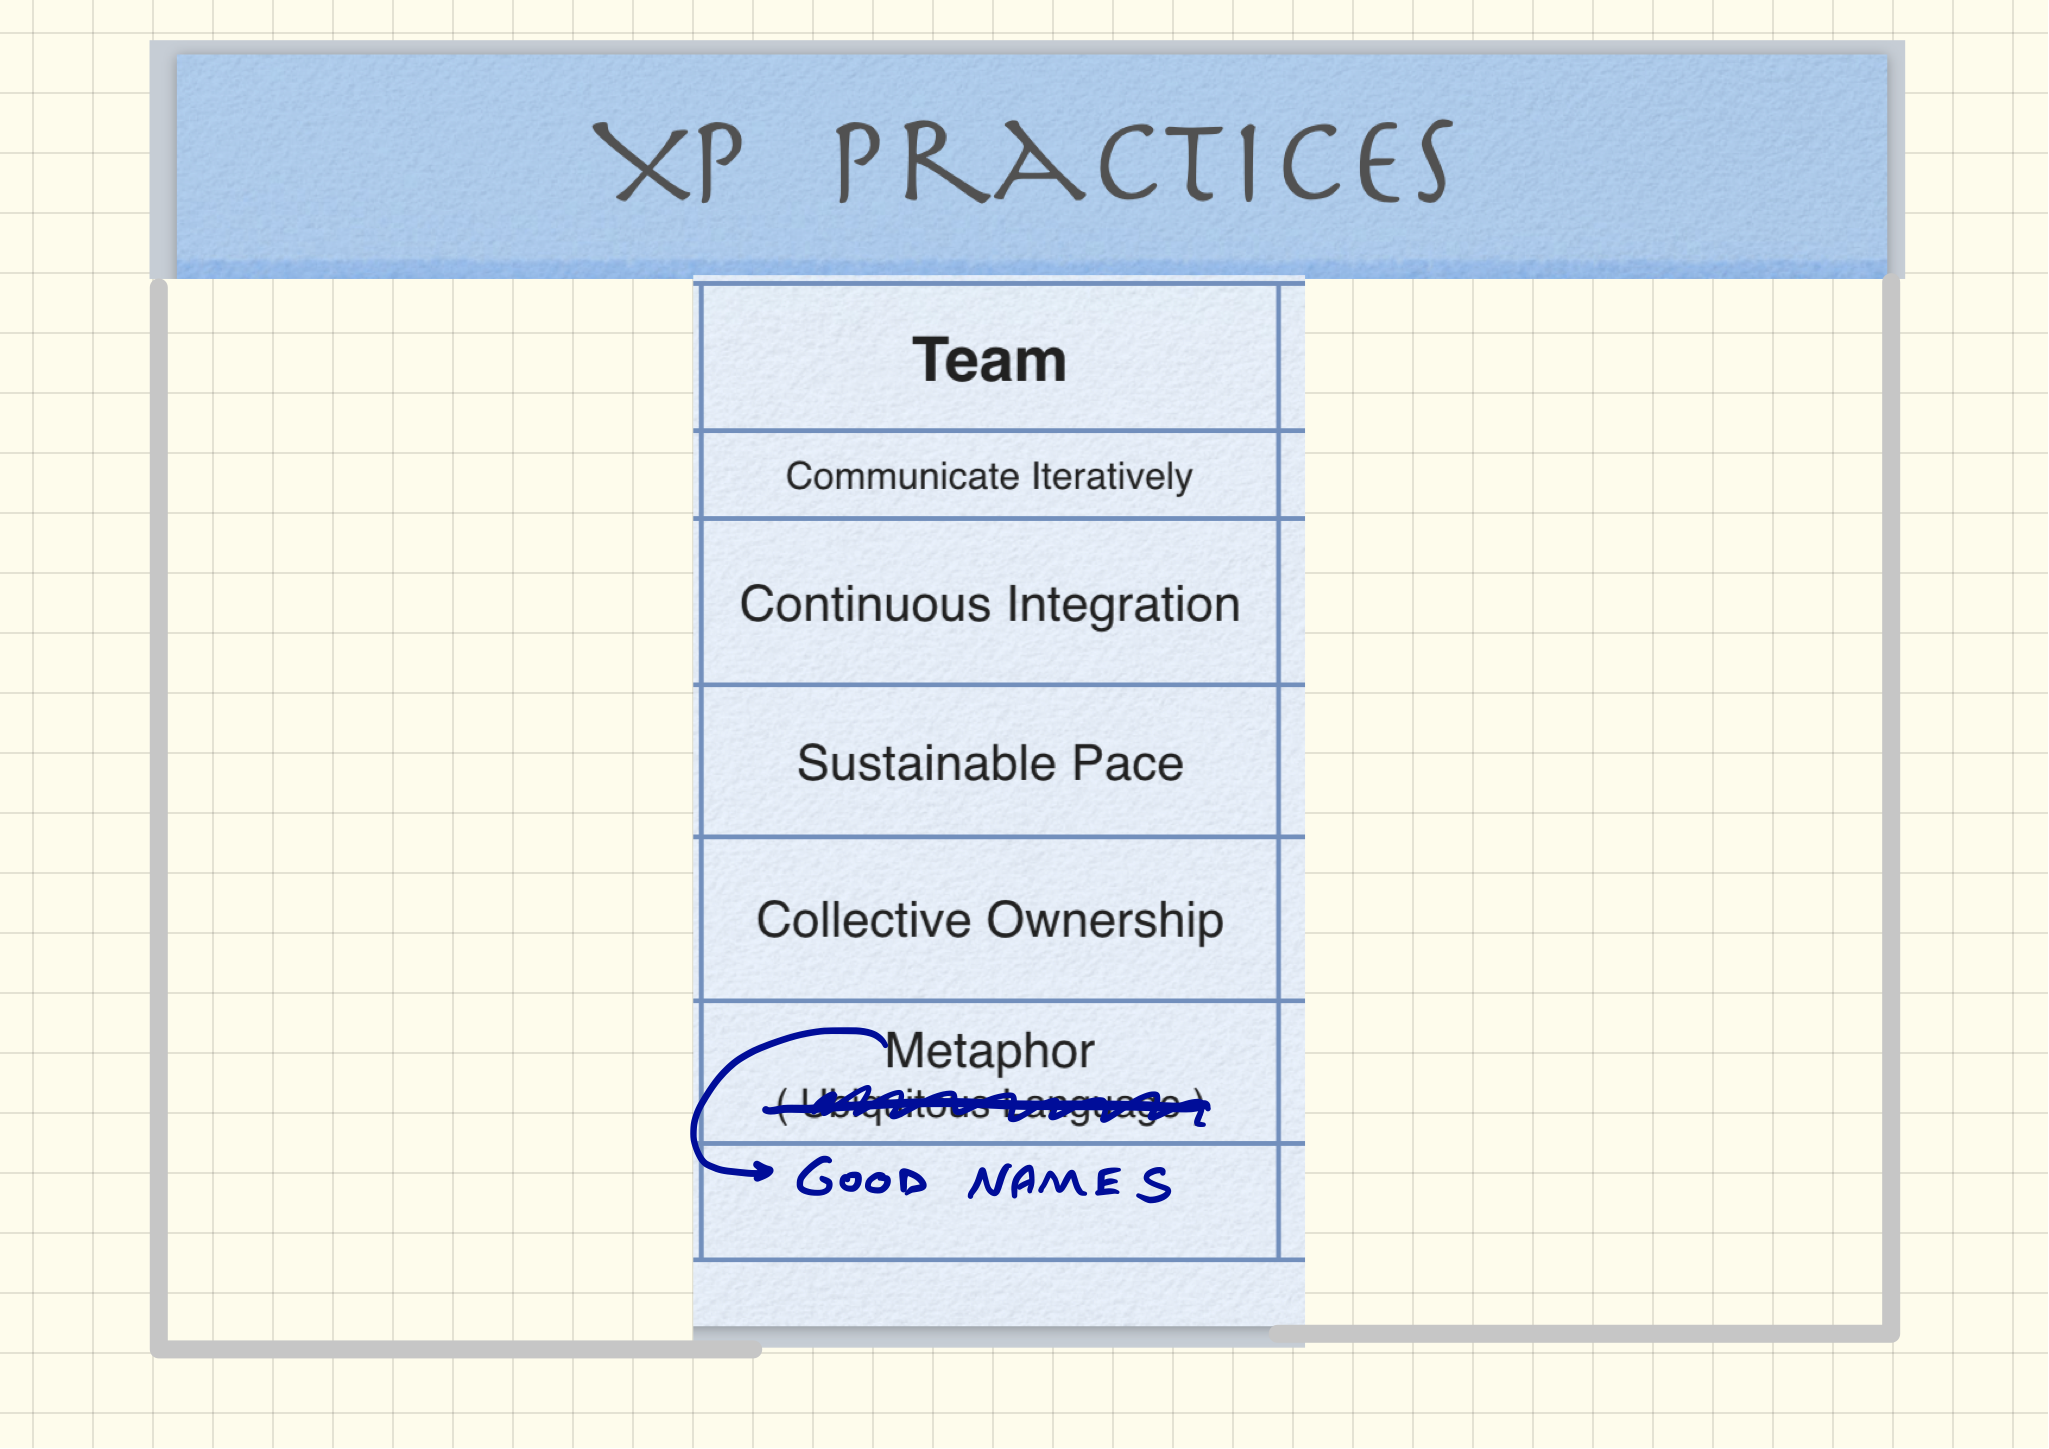 XP PRACTICES
Team
Communicate Iteratively
Continuous Integration
Sustainable Pace
Collective Ownership
Metaphor
( Ubiquitous Language )
GOOD NAMES